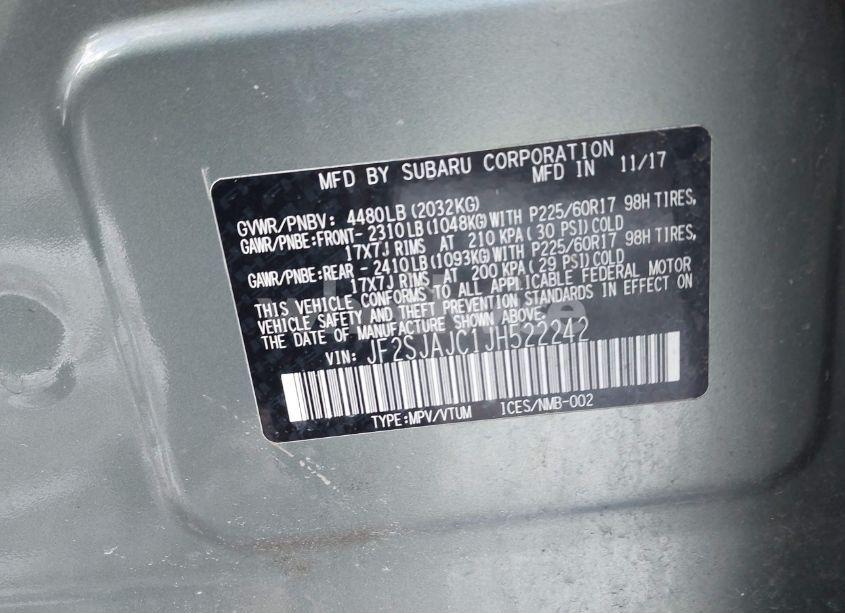 MFD BY SUBARU CORPORATION
MFD IN 11/17
GVWR/PNBV: 4480LB (2032KG)
GAWR/PNBE:FRONT- 2310LB (1048KG) WITH P225/60R17 98H TIRES,
17X7J RIMS AT 210 KPA ( 30 PSI) COLD
GAWR/PNBE:REAR - 2410LB (1093KG) WITH P225/60R17 98H TIRES,
17X7J RIMS AT 200 KPA ( 29 PSI) COLD
THIS VEHICLE CONFORMS TO ALL APPLICABLE FEDERAL MOTOR
VEHICLE SAFETY AND THEFT PREVENTION STANDARDS IN EFFECT ON
THE DATE OF MANUFACTURE SHOWN ABOVE.
VIN: JF2SJAJC1JH522242
TYPE:MPV/VTUM ICES/NMB-002